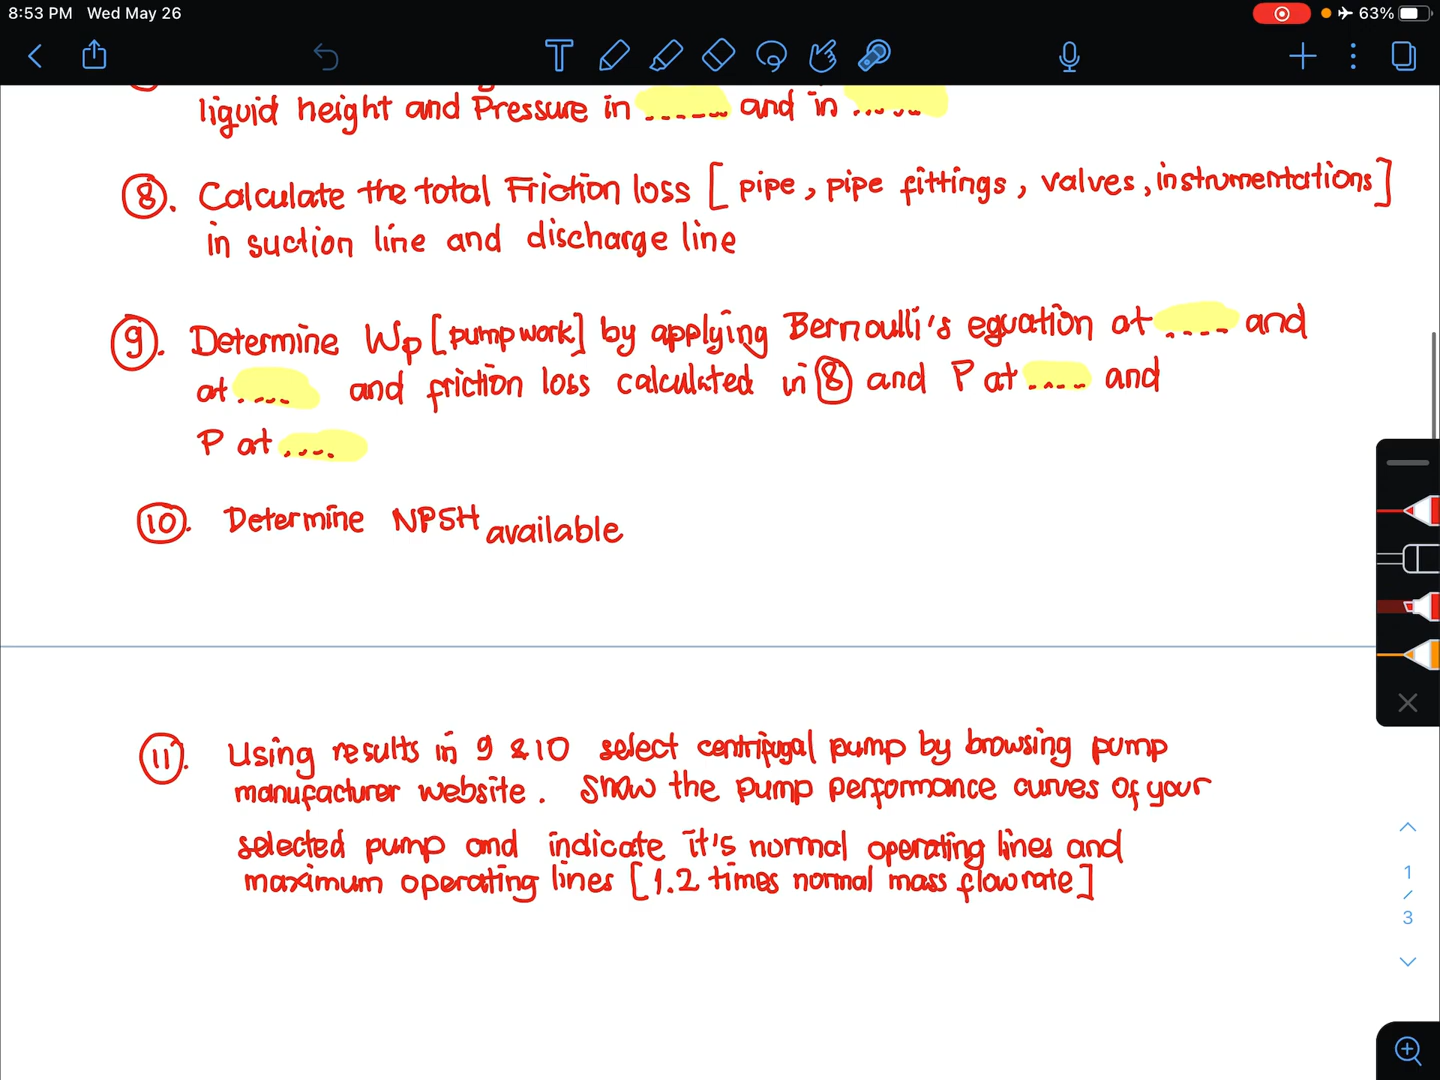 8:53 PM Wed May 26
63%
liquid height and Pressure in ...... and in ......
8. Calculate the total Friction loss [ pipe, pipe fittings, valves, instrumentations]
in suction line and discharge line
9. Determine Wp [pump work] by applying Bernoulli's equation at .... and
at .... and friction loss calculated in 8 and P at .... and
P at ....
10. Determine NPSH available
11. Using results in 9 & 10 select centrifugal pump by browsing pump
manufacturer website. Show the pump performance curves of your
selected pump and indicate it's normal operating lines and
maximum operating lines [1.2 times normal mass flowrate]
1
/
3